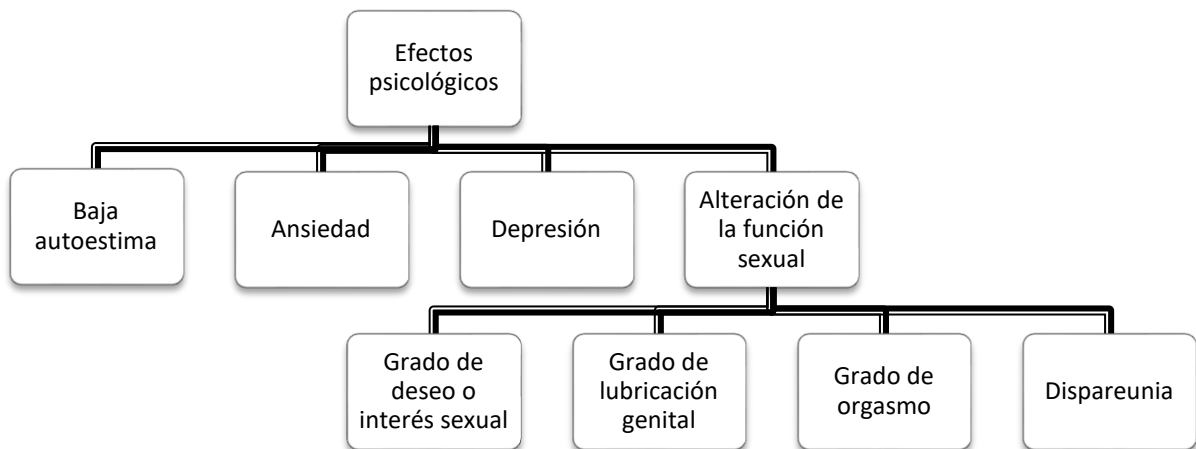 Efectos
psicológicos
Baja
autoestima
Ansiedad
Depresión
Alteración de
la función
sexual
Grado de
deseo o
interés sexual
Grado de
lubricación
genital
Grado de
orgasmo
Dispareunia